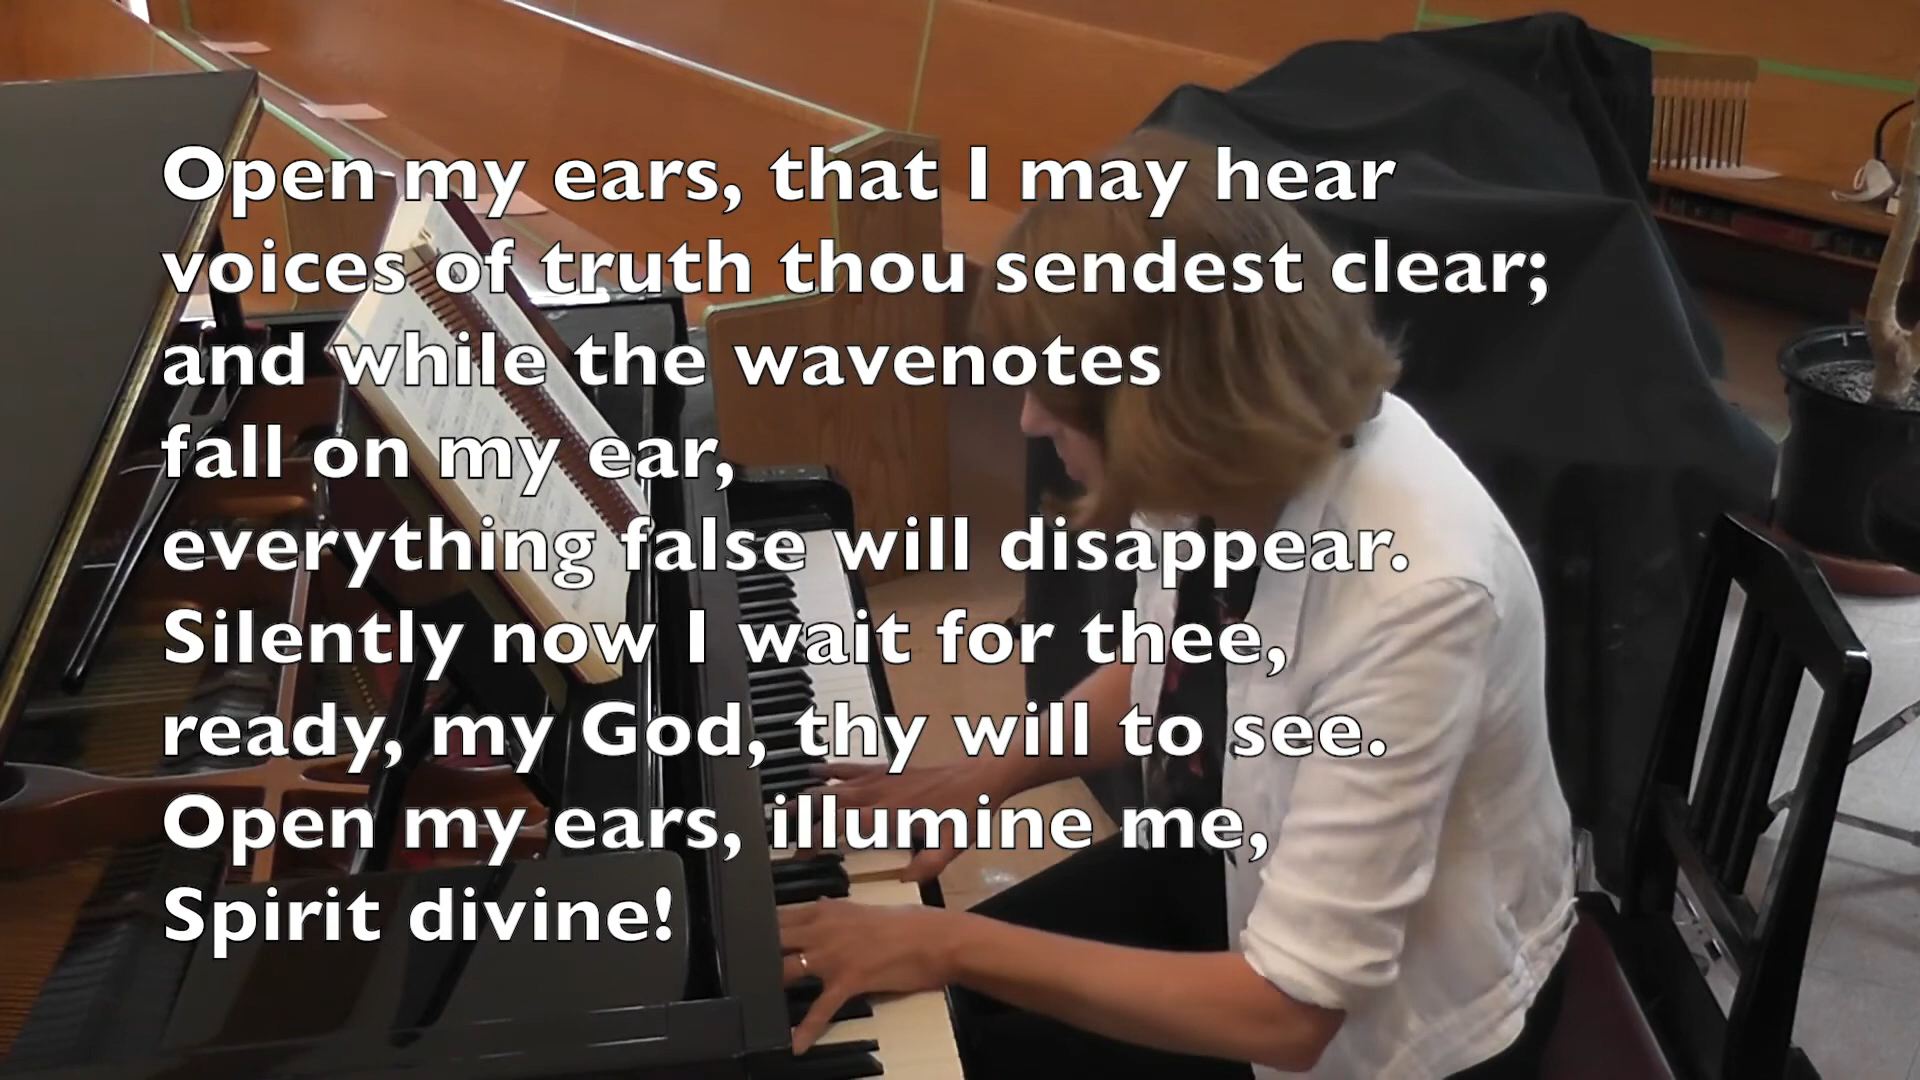 Open my ears, that I may hear
voices of truth thou sendest clear;
and while the wavenotes
fall on my ear,
everything false will disappear.
Silently now I wait for thee,
ready, my God, thy will to see.
Open my ears, illumine me,
Spirit divine!